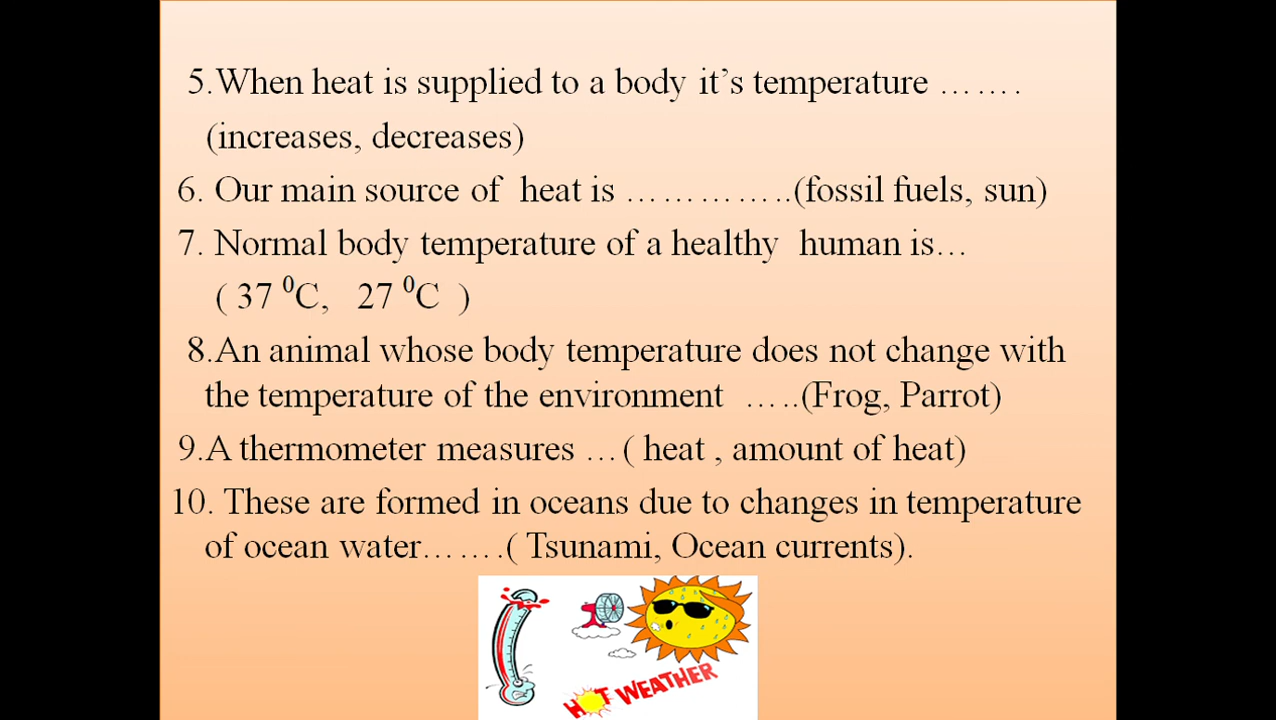 5.When heat is supplied to a body it’s temperature …….
(increases, decreases)
6. Our main source of heat is …………..(fossil fuels, sun)
7. Normal body temperature of a healthy human is…
( 37 ⁰C, 27 ⁰C )
8.An animal whose body temperature does not change with
the temperature of the environment …..(Frog, Parrot)
9.A thermometer measures …( heat , amount of heat)
10. These are formed in oceans due to changes in temperature
of ocean water…….( Tsunami, Ocean currents).
HOT WEATHER